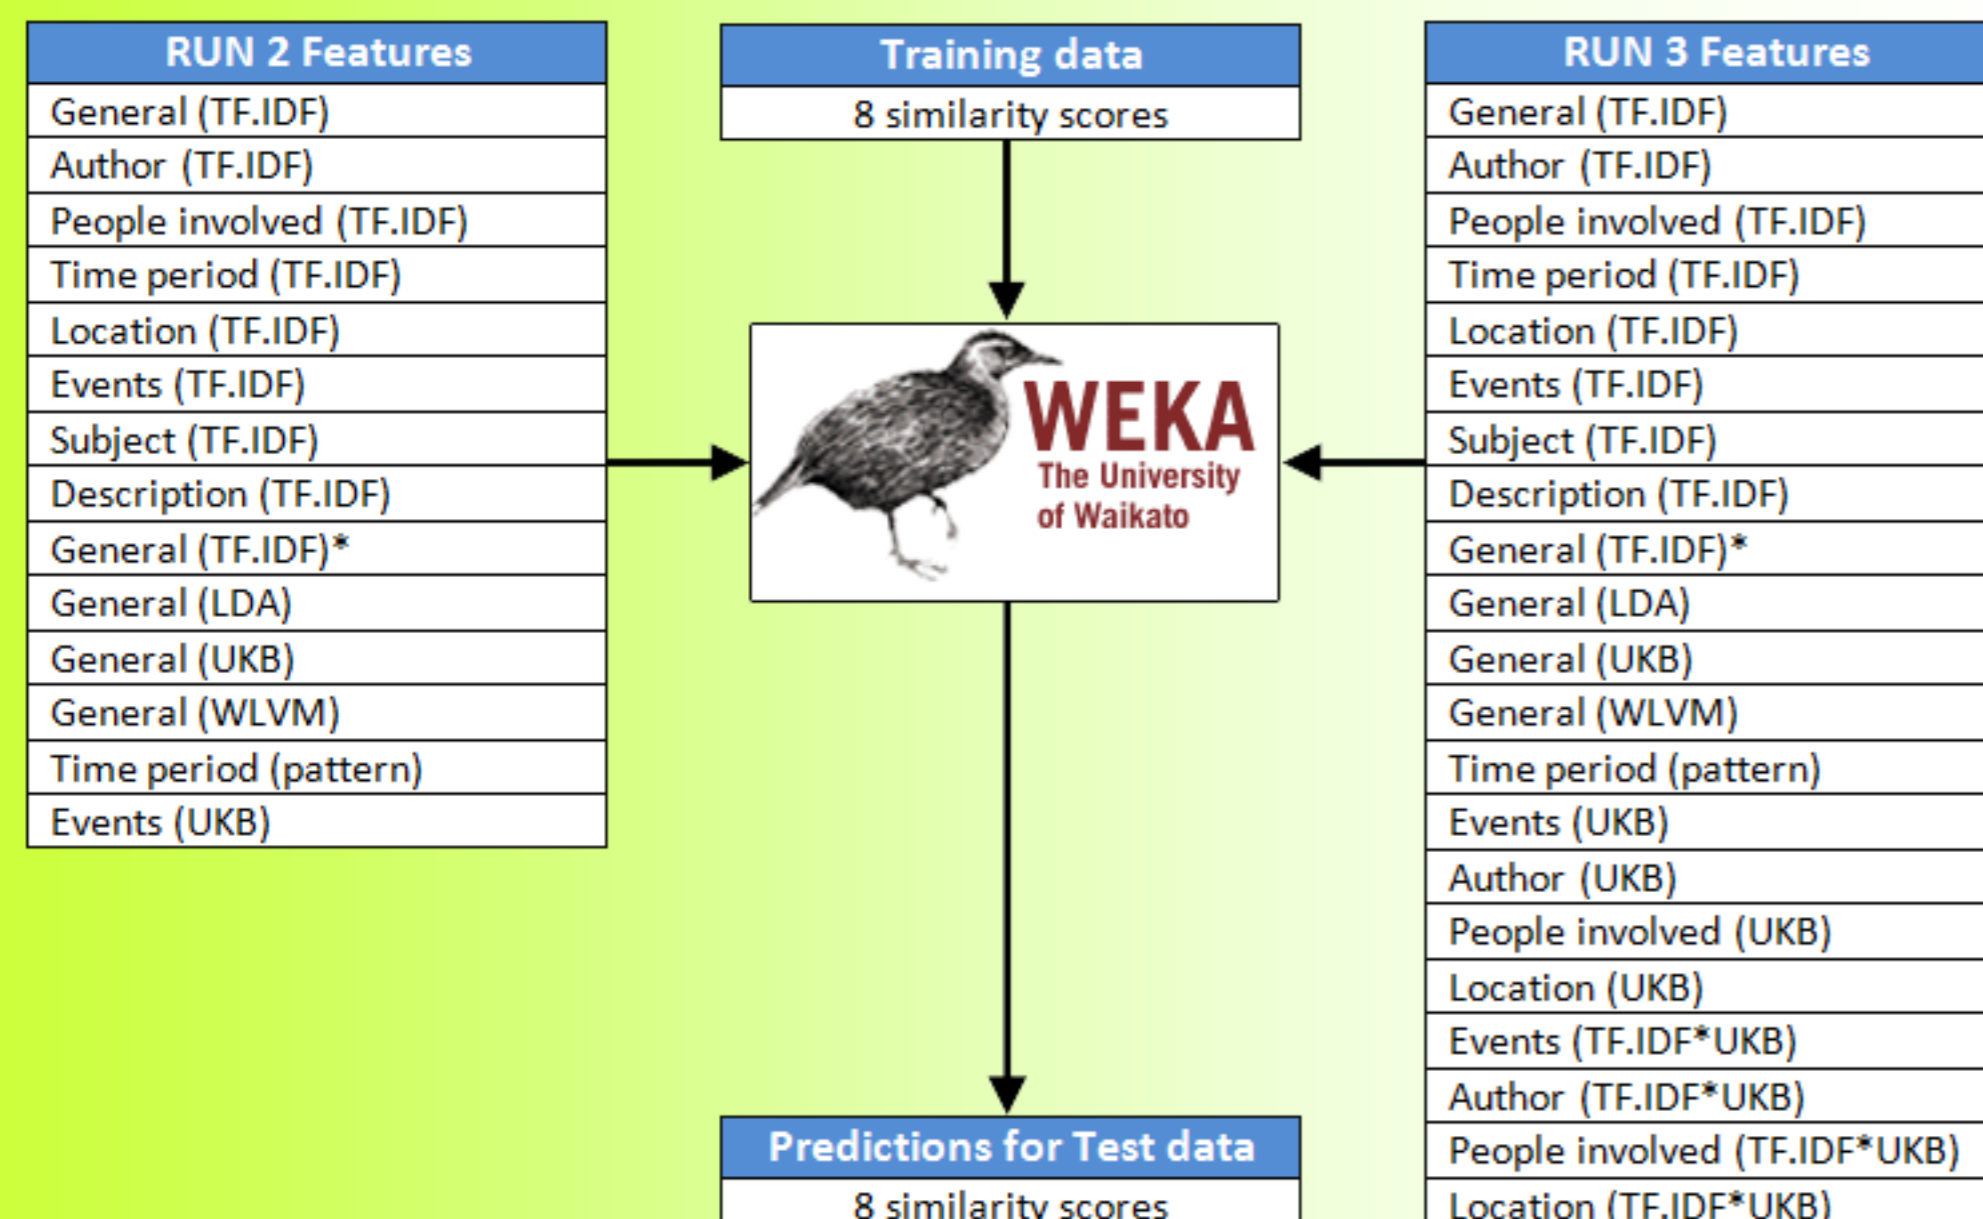 RUN 2 Features
General (TF.IDF)
Author (TF.IDF)
People involved (TF.IDF)
Time period (TF.IDF)
Location (TF.IDF)
Events (TF.IDF)
Subject (TF.IDF)
Description (TF.IDF)
General (TF.IDF)*
General (LDA)
General (UKB)
General (WLVM)
Time period (pattern)
Events (UKB)
Training data
8 similarity scores
WEKA
The University
of Waikato
Predictions for Test data
8 similarity scores
RUN 3 Features
General (TF.IDF)
Author (TF.IDF)
People involved (TF.IDF)
Time period (TF.IDF)
Location (TF.IDF)
Events (TF.IDF)
Subject (TF.IDF)
Description (TF.IDF)
General (TF.IDF)*
General (LDA)
General (UKB)
General (WLVM)
Time period (pattern)
Events (UKB)
Author (UKB)
People involved (UKB)
Location (UKB)
Events (TF.IDF*UKB)
Author (TF.IDF*UKB)
People involved (TF.IDF*UKB)
Location (TF.IDF*UKB)